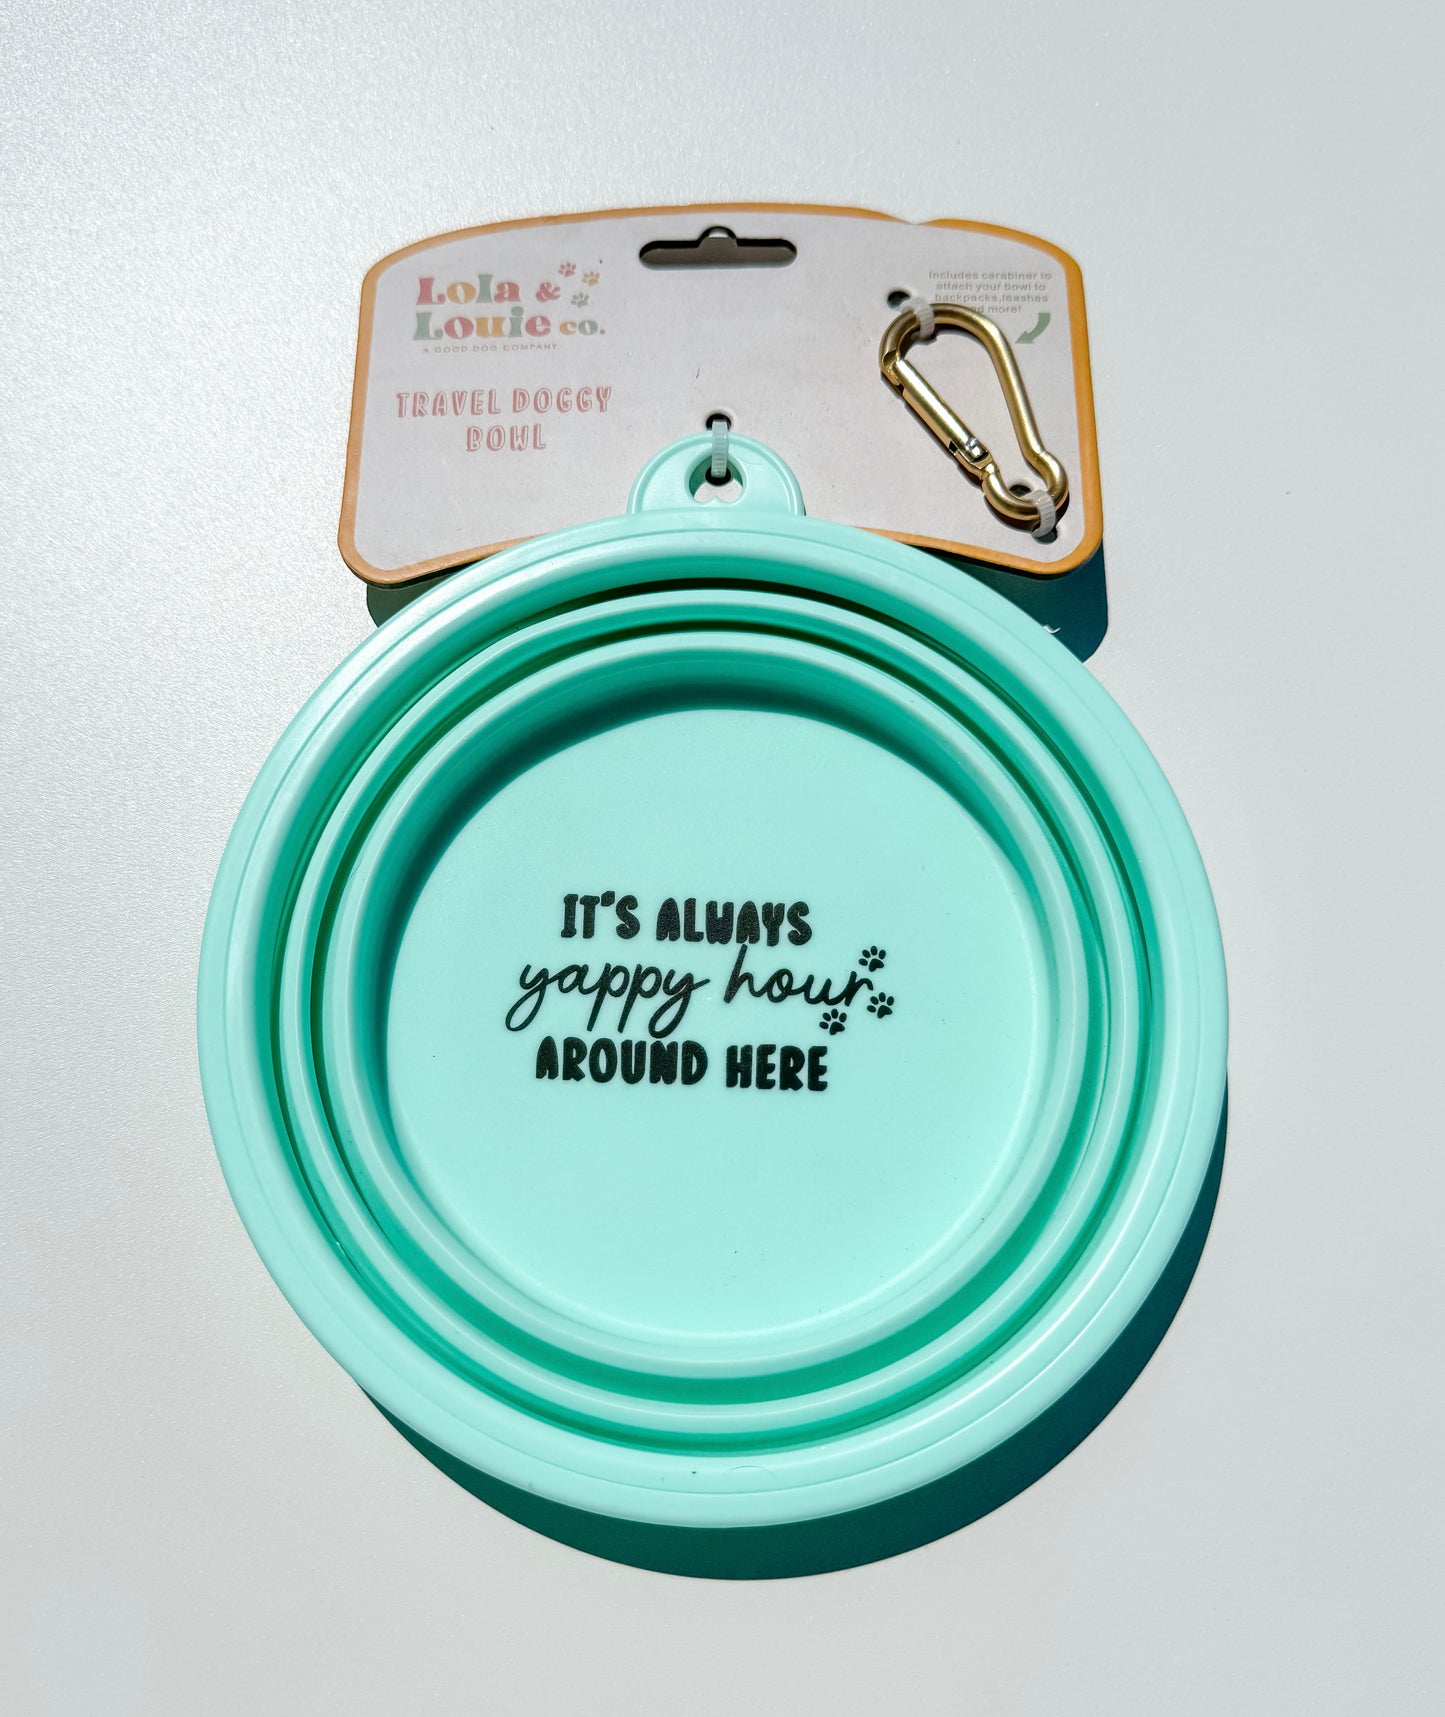 Lola &
Louie co.
A GOOD DOG COMPANY
TRAVEL DOGGY
BOWL
Includes carabiner to
attach your bowl to
backpacks, leashes
more!
IT'S ALWAYS
yappy hour
AROUND HERE